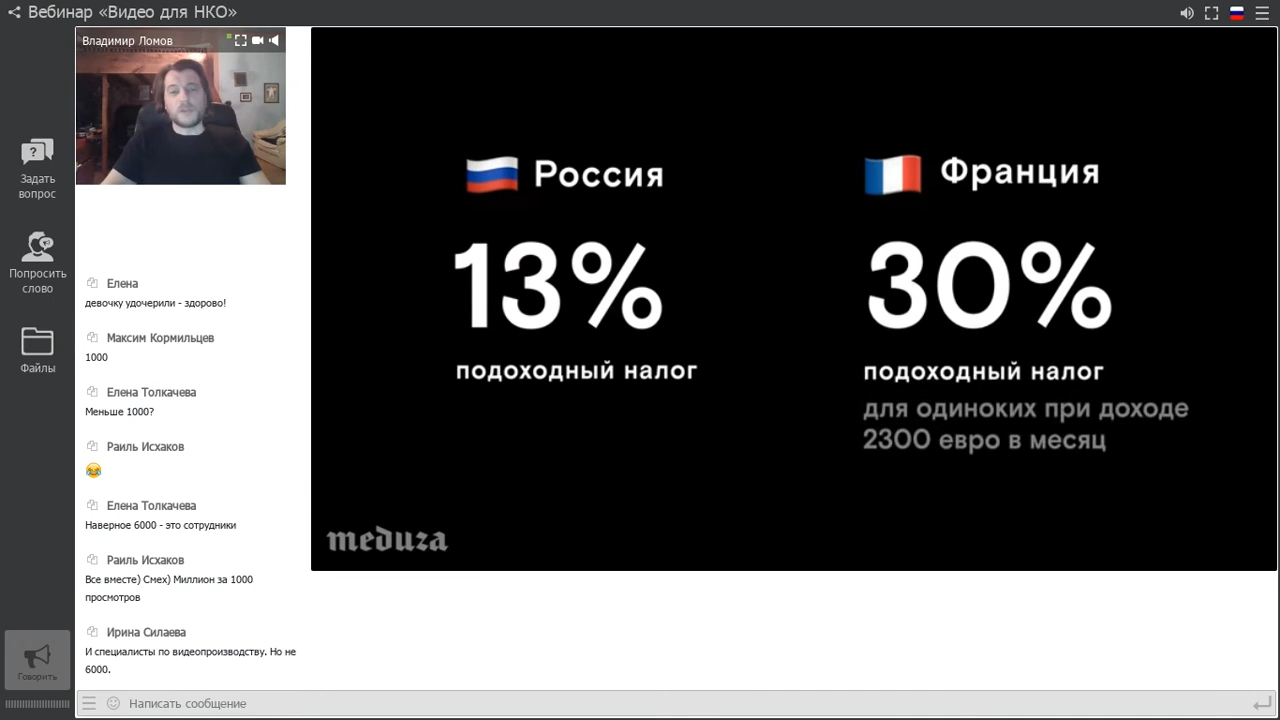 Вебинар «Видео для НКО»
Владимир Ломов
Задать
вопрос
Попросить
слово
Файлы
Говорить
Елена
девочку удочерили - здорово!
Максим Кормильцев
1000
Елена Толкачева
Меньше 1000?
Раиль Исхаков
😂
Елена Толкачева
Наверное 6000 - это сотрудники
Раиль Исхаков
Все вместе) Смех) Миллион за 1000
просмотров
Ирина Силаева
И специалисты по видеопроизводству. Но не
6000.
Написать сообщение
Россия
13%
подоходный налог
Франция
30%
подоходный налог
для одиноких при доходе
2300 евро в месяц
meduza